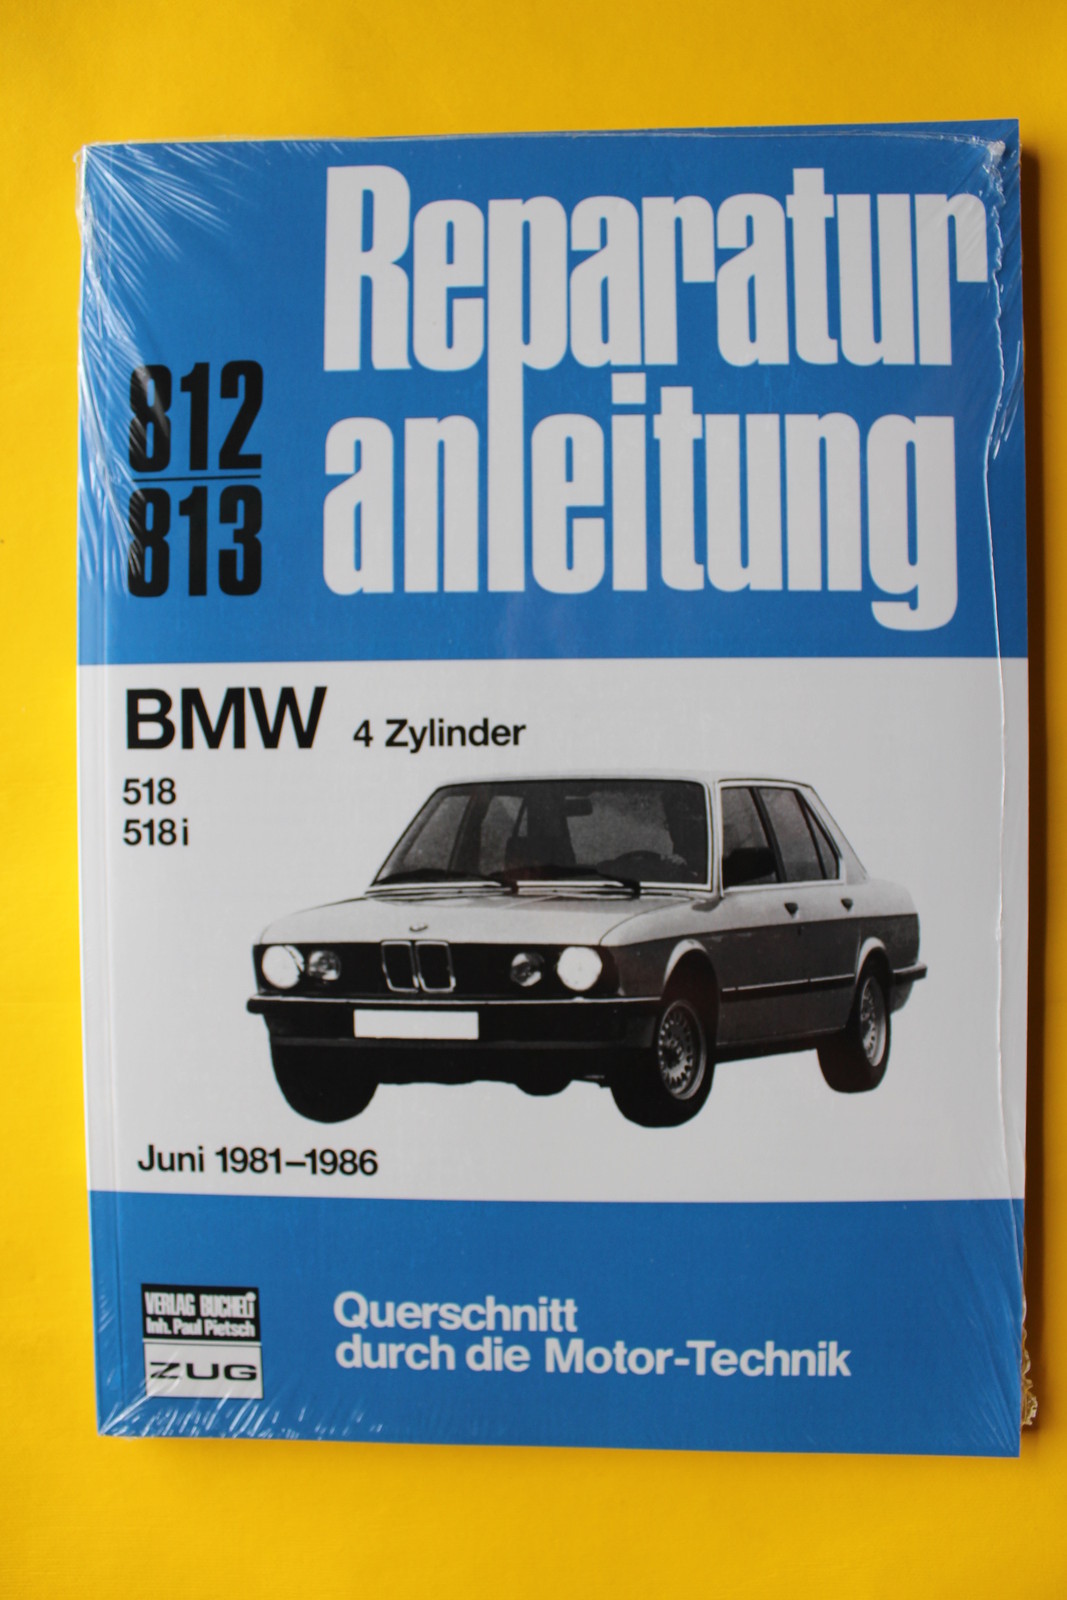 Reparatur
anleitung
812
813
BMW 4 Zylinder
518
518i
Juni 1981–1986
VERLAG BUCHELI
Inh. Paul Pietsch
ZUG
Querschnitt
durch die Motor-Technik